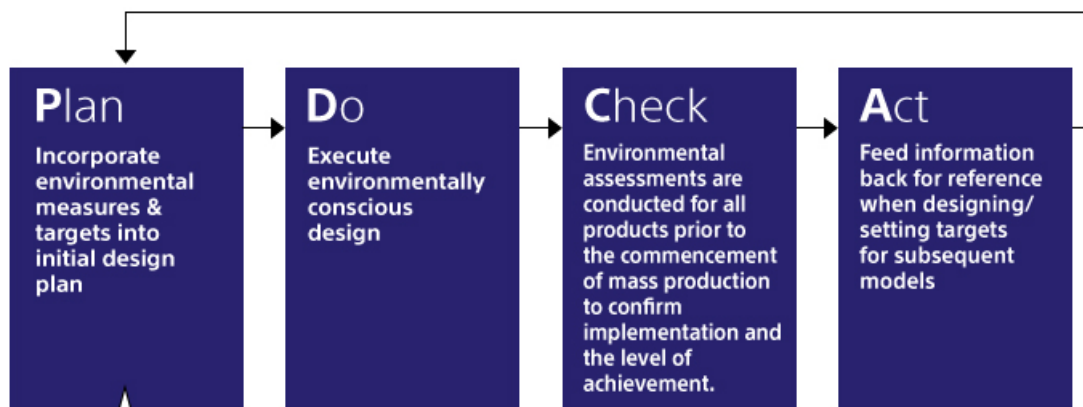 Plan
Incorporate
environmental
measures &
targets into
initial design
plan
Do
Execute
environmentally
conscious
design
Check
Environmental
assessments are
conducted for all
products prior to
the commencement
of mass production
to confirm
implementation and
the level of
achievement.
Act
Feed information
back for reference
when designing/
setting targets
for subsequent
models